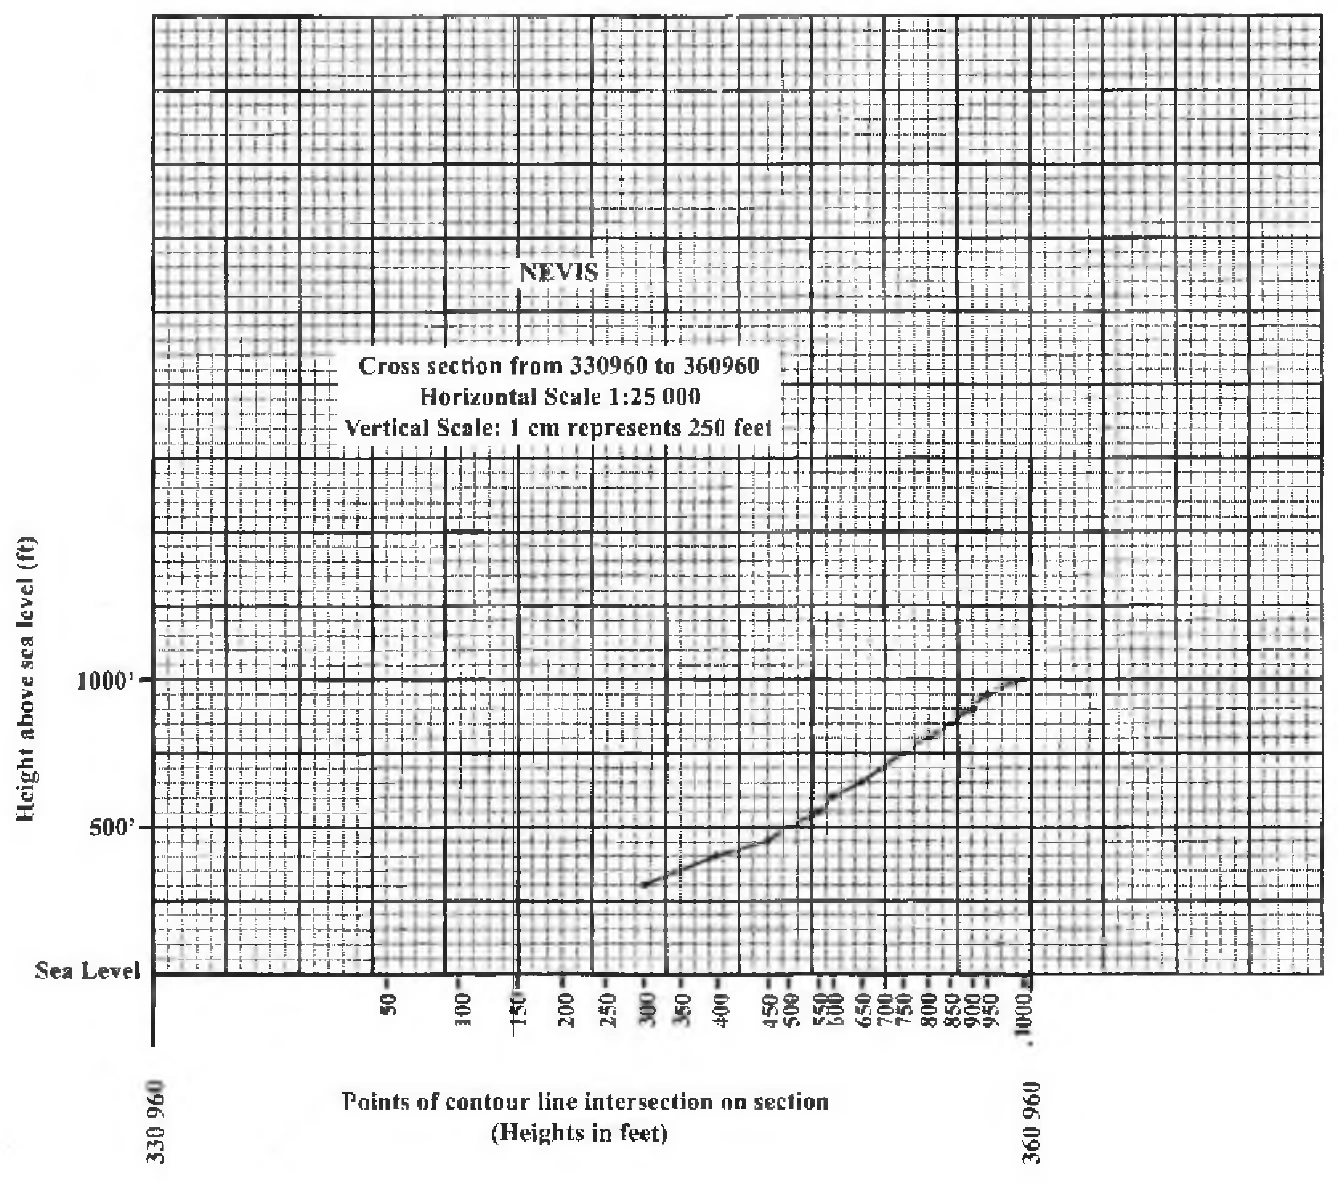 NEVIS
Cross section from 330960 to 360960
Horizontal Scale 1:25 000
Vertical Scale: 1 cm represents 250 feet
Height above sea level (ft)
1000'
500'
Sea Level
50 100 150 200 250 300 350 400 450 500 550 600 650 700 750 800 850 900 950 1000
330 960
360 960
Points of contour line intersection on section
(Heights in feet)